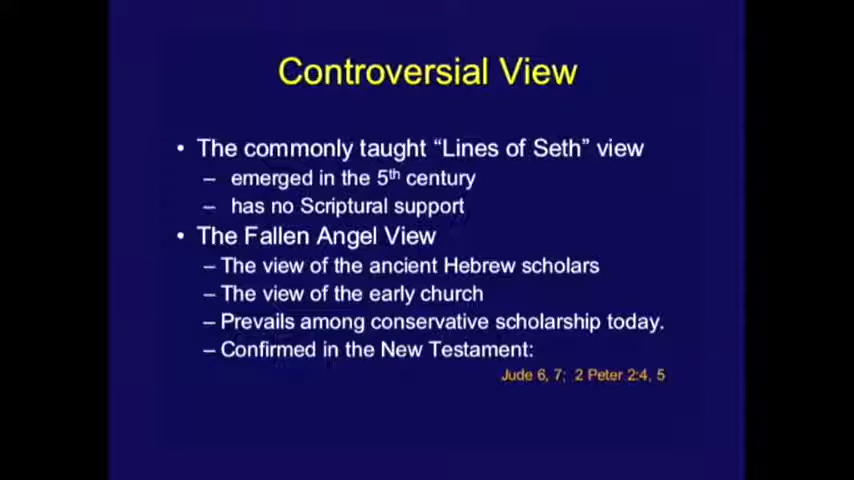 Controversial View
• The commonly taught “Lines of Seth” view
– emerged in the 5th century
– has no Scriptural support
• The Fallen Angel View
– The view of the ancient Hebrew scholars
– The view of the early church
– Prevails among conservative scholarship today.
– Confirmed in the New Testament:
Jude 6, 7; 2 Peter 2:4, 5